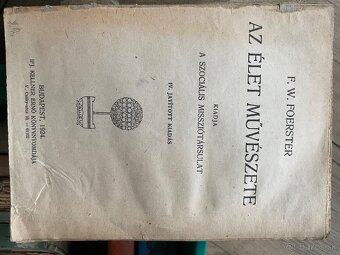 F. W. FOERSTER
AZ ÉLET MŰVÉSZETE
KIADJA
A SZOCIÁLIS MISSZIÓTÁRSULAT
IV. JAVÍTOTT KIADÁS
BUDAPEST, 1924.
IFJ. KELLNER ERNŐ KÖNYVNYOMDÁJA